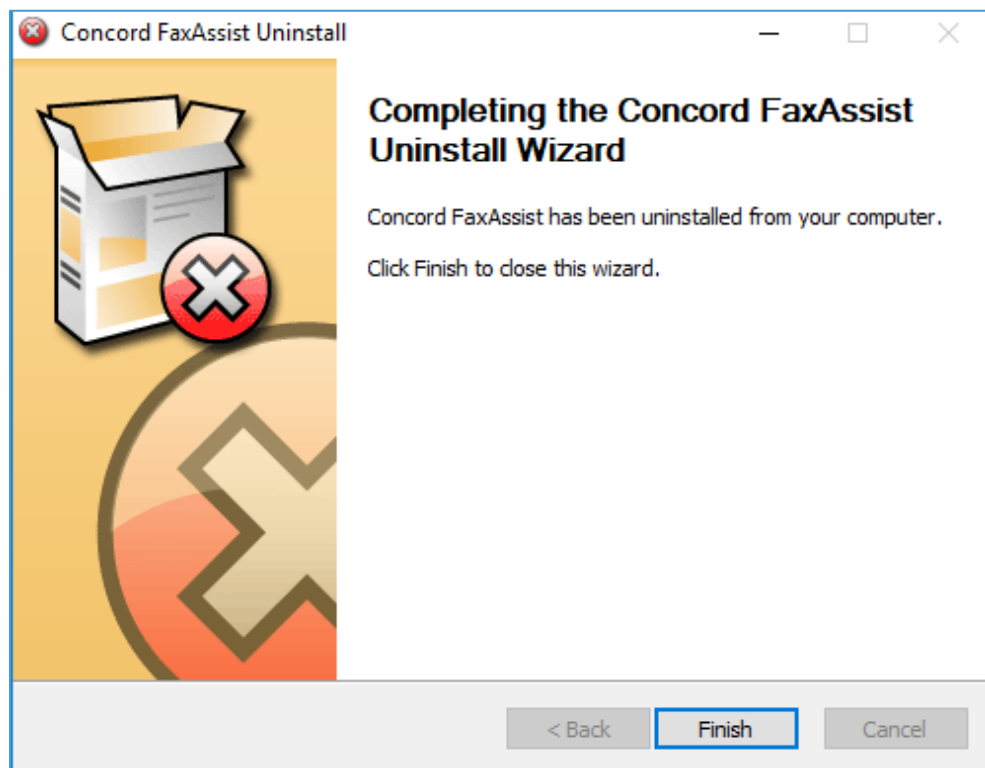 Concord FaxAssist Uninstall
Completing the Concord FaxAssist
Uninstall Wizard
Concord FaxAssist has been uninstalled from your computer.
Click Finish to close this wizard.
< Back
Finish
Cancel